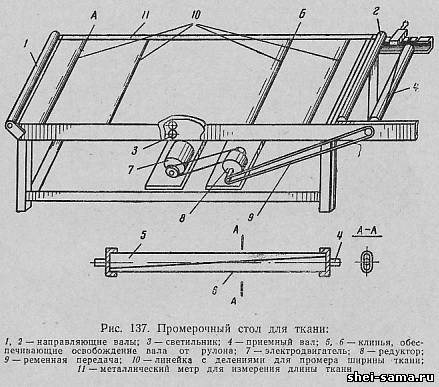 А
11
10
Б
2
1
4
3
7
8
9
5
А
А-А
4
6
А
Рис. 137. Промерочный стол для ткани:
1, 2 — направляющие валы; 3 — светильник; 4 — приемный вал; 5, 6 — клинья, обес-
печивающие освобождение вала от рулона; 7 — электродвигатель; 8 — редуктор;
9 — ременная передача; 10 — линейка с делениями для промера ширины ткани;
11 — металлический метр для измерения длины ткани
https://shei-sama.ru/